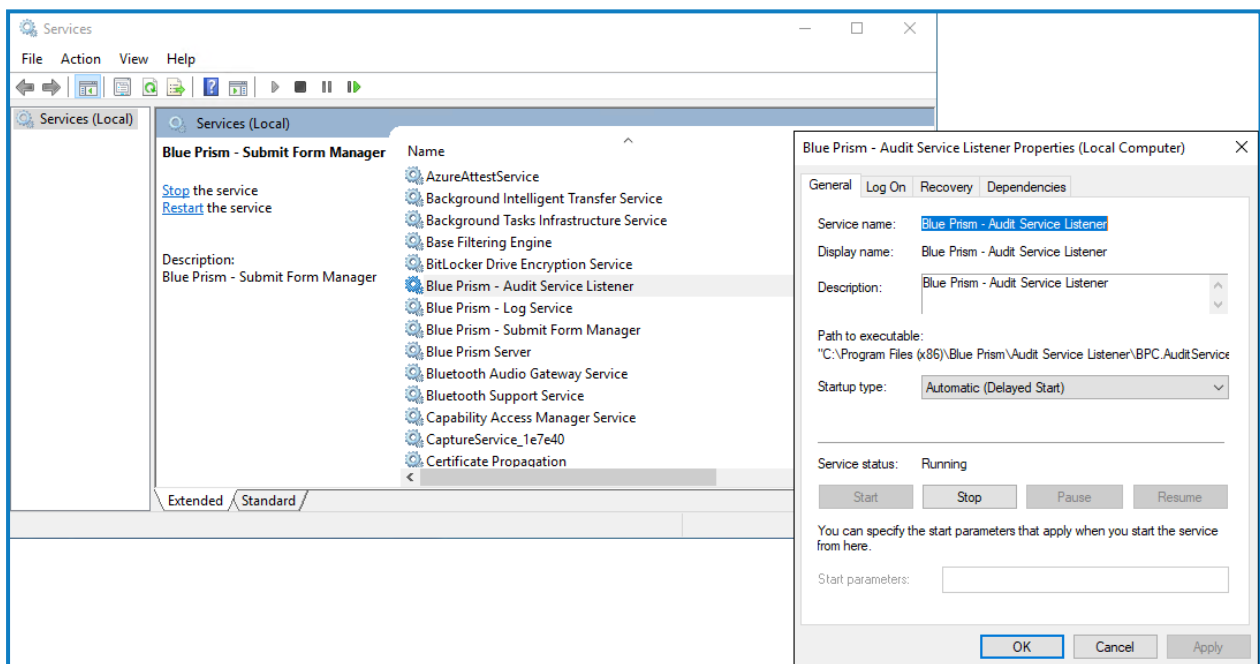 Services
File Action View Help
Services (Local)
Services (Local)
Blue Prism - Submit Form Manager
Stop the service
Restart the service
Description:
Blue Prism - Submit Form Manager
Name
AzureAttestService
Background Intelligent Transfer Service
Background Tasks Infrastructure Service
Base Filtering Engine
BitLocker Drive Encryption Service
Blue Prism - Audit Service Listener
Blue Prism - Log Service
Blue Prism - Submit Form Manager
Blue Prism Server
Bluetooth Audio Gateway Service
Bluetooth Support Service
Capability Access Manager Service
CaptureService_1e7e40
Certificate Propagation
Extended Standard
Blue Prism - Audit Service Listener Properties (Local Computer)
General Log On Recovery Dependencies
Service name: Blue Prism - Audit Service Listener
Display name: Blue Prism - Audit Service Listener
Description: Blue Prism - Audit Service Listener
Path to executable:
"C:\Program Files (x86)\Blue Prism\Audit Service Listener\BPC.AuditService
Startup type: Automatic (Delayed Start)
Service status: Running
Start Stop Pause Resume
You can specify the start parameters that apply when you start the service
from here.
Start parameters:
OK Cancel Apply